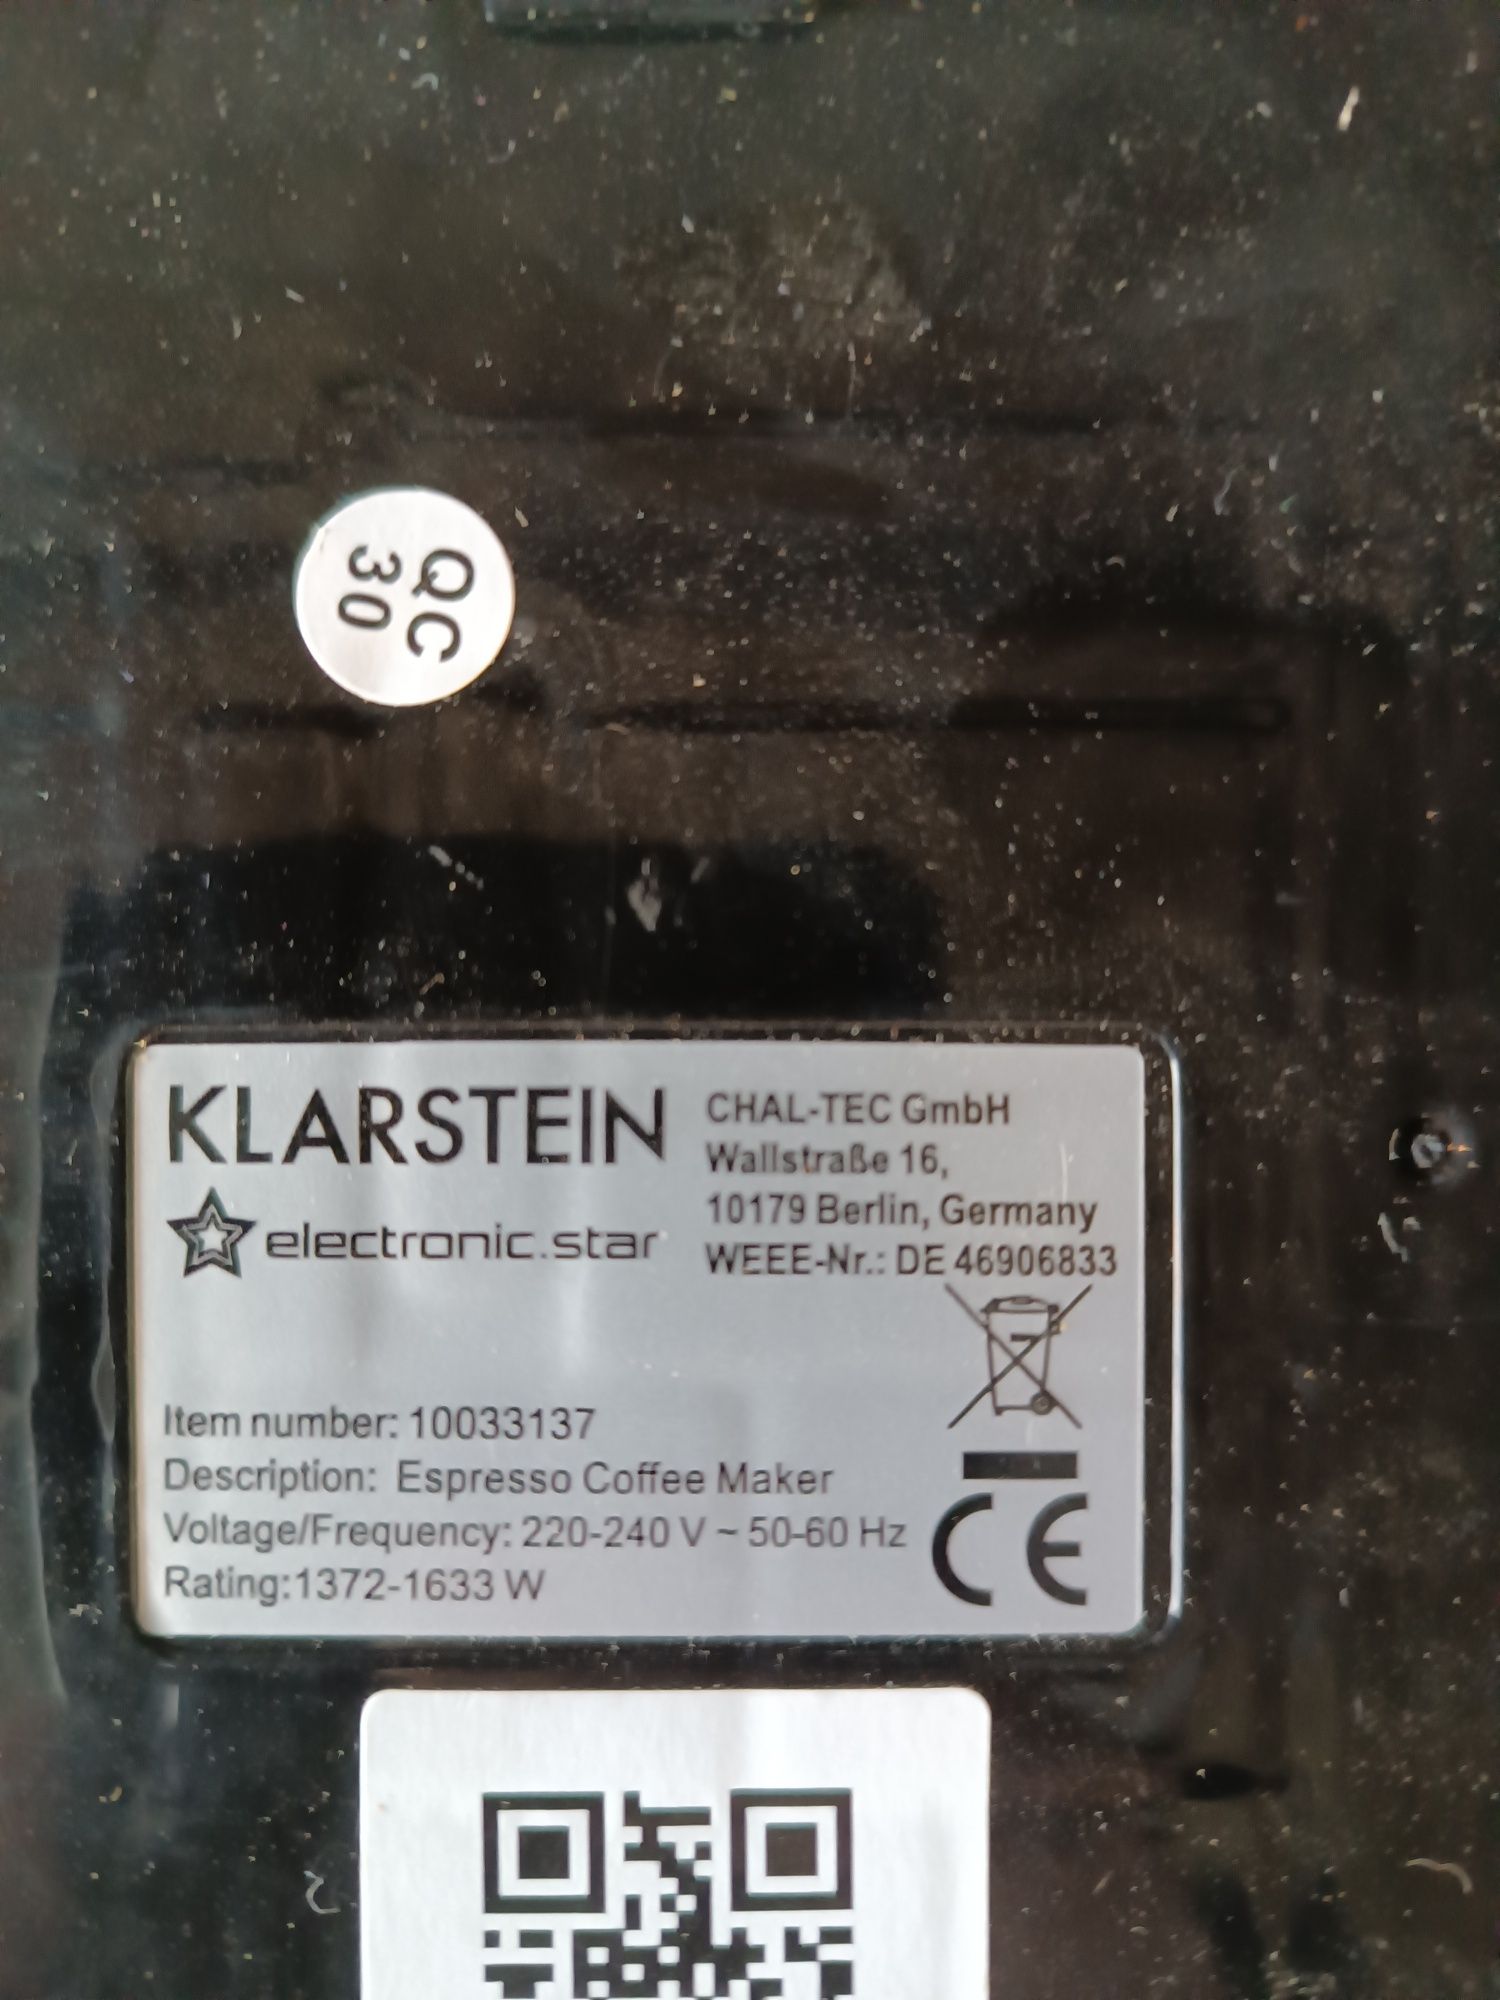 QC
30
KLARSTEIN
electronic.star
CHAL-TEC GmbH
Wallstraße 16,
10179 Berlin, Germany
WEEE-Nr.: DE 46906833
Item number: 10033137
Description: Espresso Coffee Maker
Voltage/Frequency: 220-240 V ~ 50-60 Hz
Rating:1372-1633 W
CE